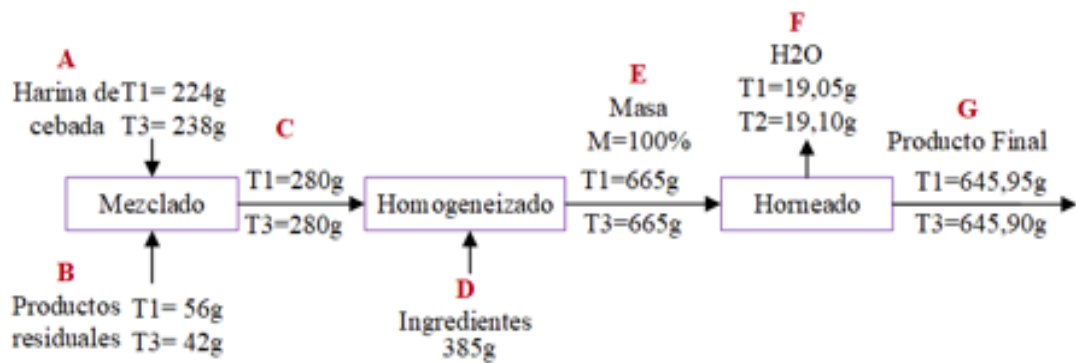 A
Harina de T1= 224g
cebada T3= 238g
Mezclado
B
Productos T1= 56g
residuales T3= 42g
C
T1=280g
T3=280g
Homogeneizado
D
Ingredientes
385g
E
Masa
M=100%
T1=665g
T3=665g
F
H2O
T1=19,05g
T2=19,10g
Horneado
G
Producto Final
T1=645,95g
T3=645,90g